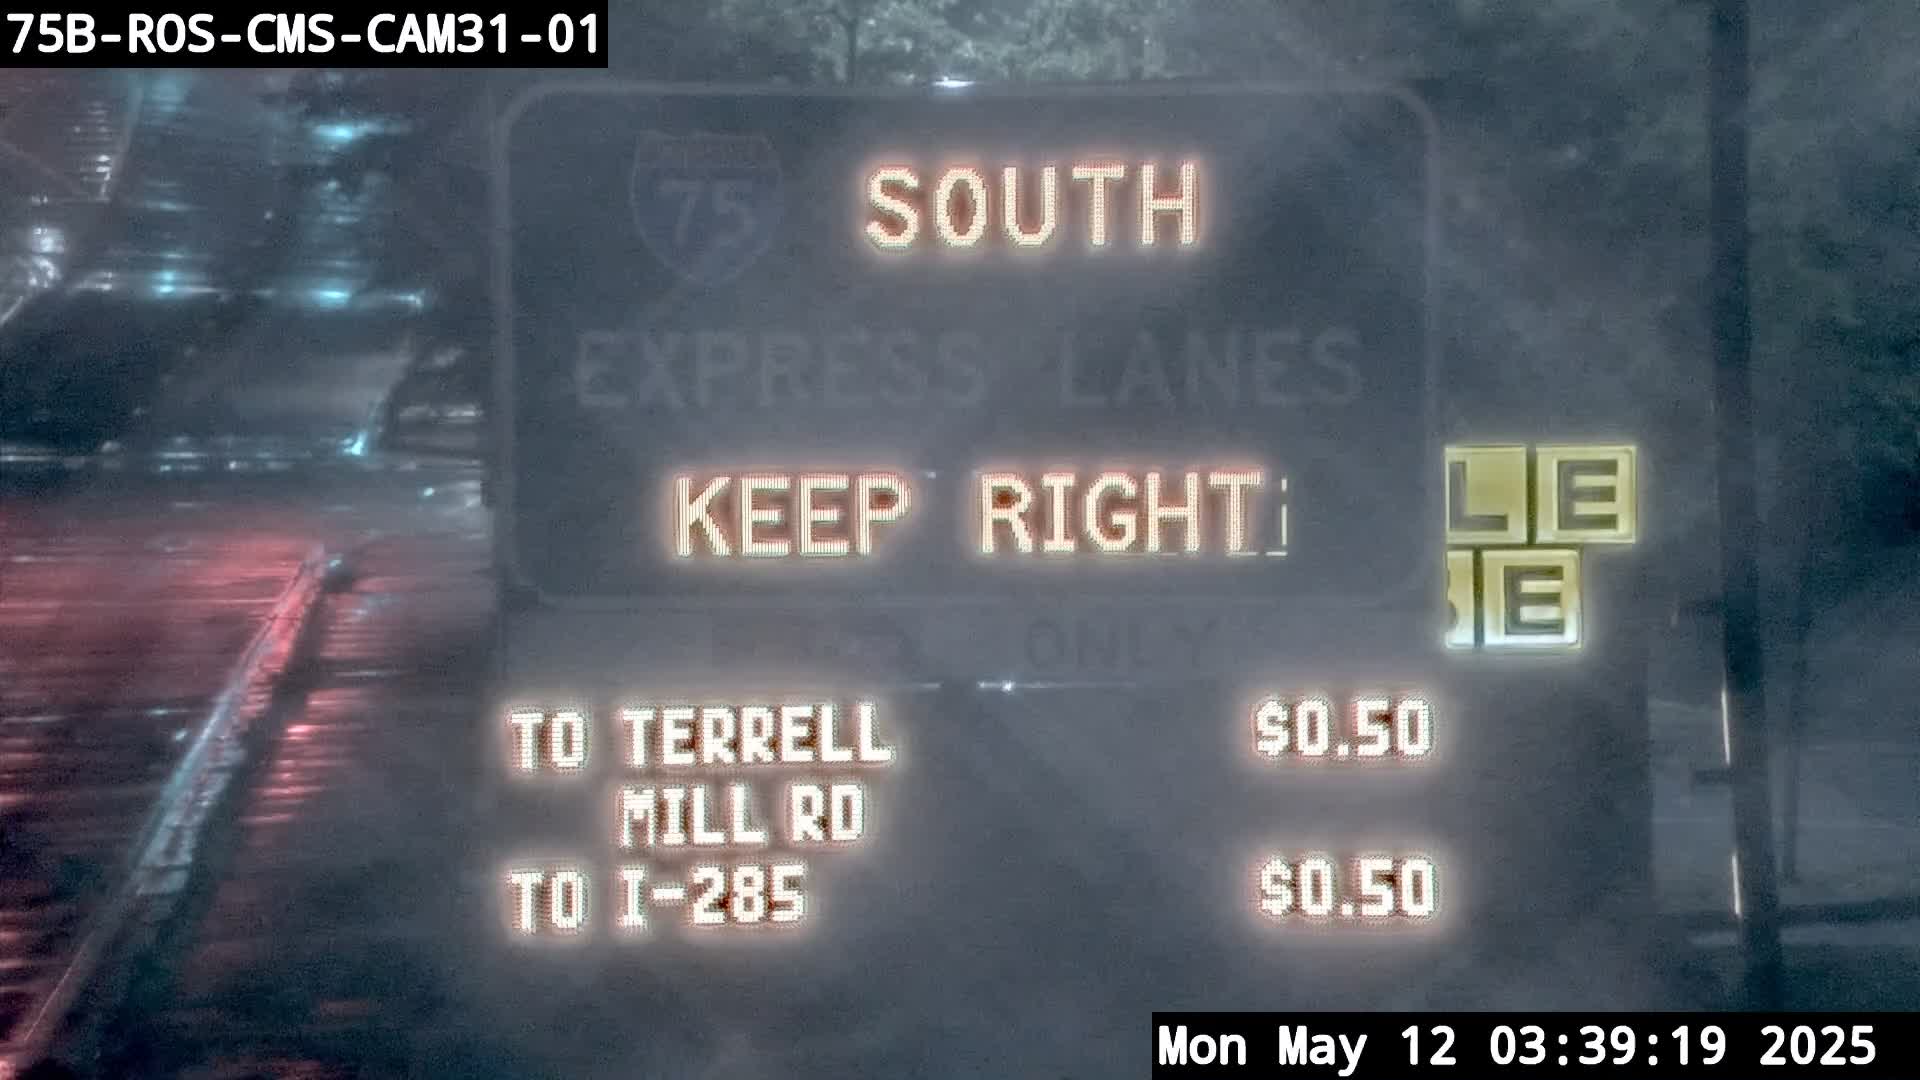 75B-ROS-CMS-CAM31-01
75 SOUTH
EXPRESS LANES
KEEP RIGHT
LE
E
ONLY
TO TERRELL $0.50
MILL RD
TO I-285 $0.50
Mon May 12 03:39:19 2025